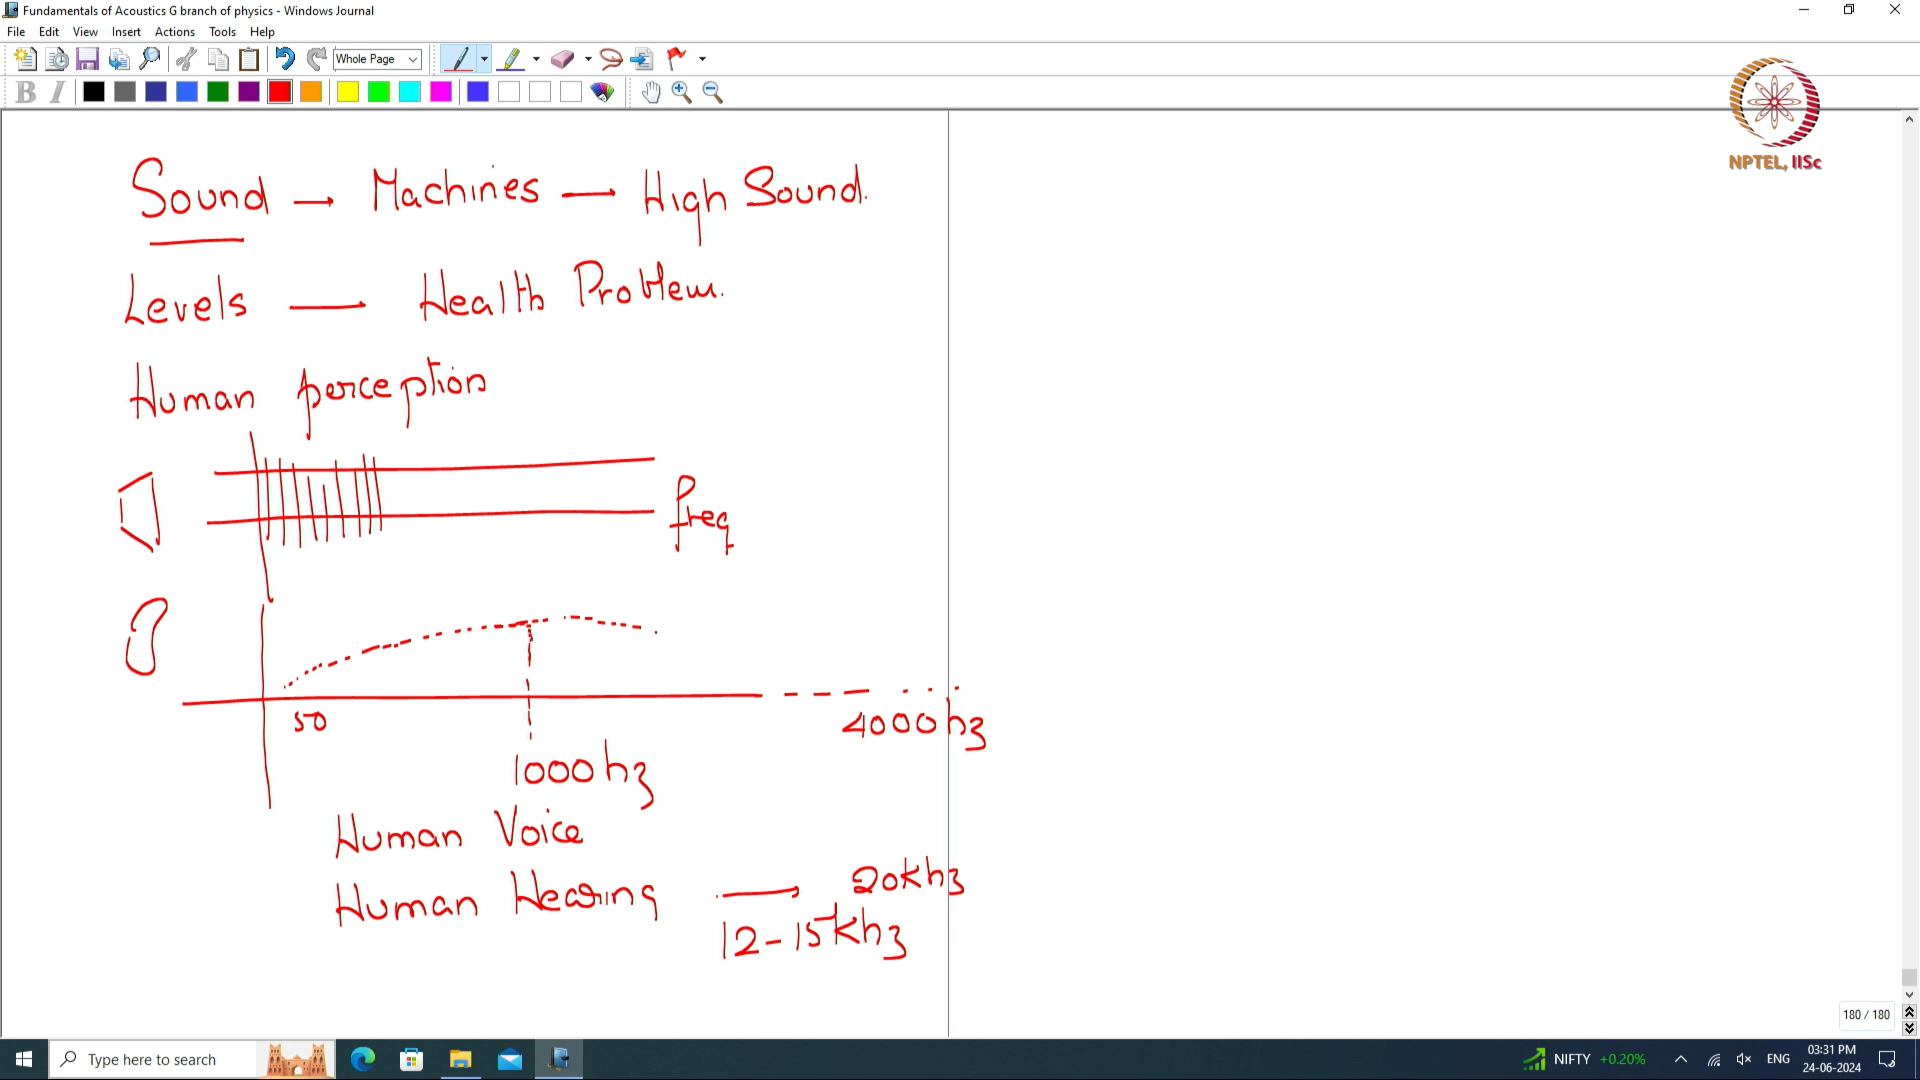 Fundamentals of Acoustics G branch of physics - Windows Journal
File Edit View Insert Actions Tools Help
Whole Page
B I
NPTEL, IISc
Sound → Machines → High Sound.
Levels — Health Problem.
Human perception
freq
50
4000hz
1000hz
Human Voice
Human Hearing → 20khz
12-15khz
180 / 180
Type here to search
NIFTY +0.20%
ENG
03:31 PM
24-06-2024